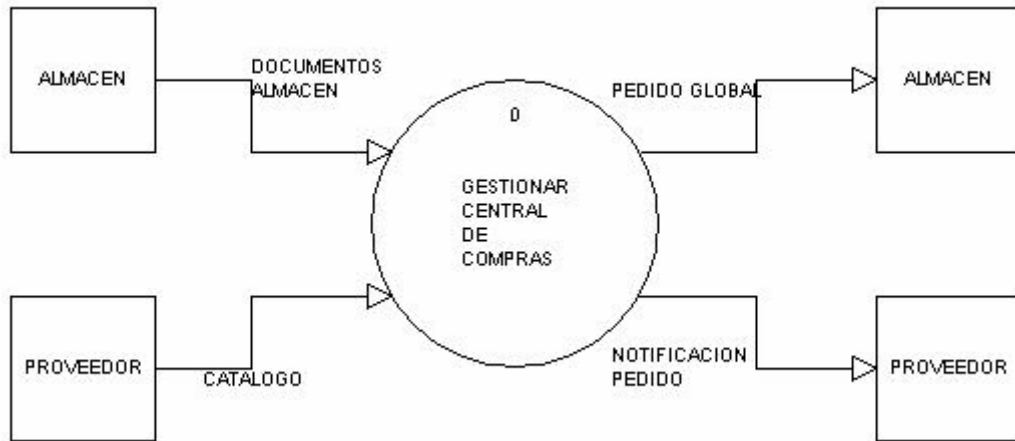 ALMACEN
DOCUMENTOS
ALMACEN
0
GESTIONAR
CENTRAL
DE
COMPRAS
PEDIDO GLOBAL
ALMACEN
PROVEEDOR
CATALOGO
NOTIFICACION
PEDIDO
PROVEEDOR